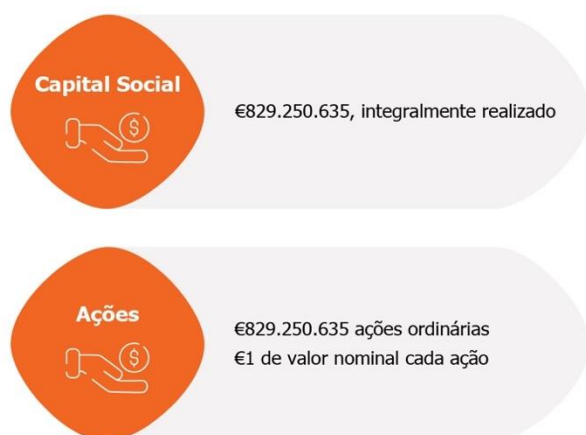 Capital Social
€829.250.635, integralmente realizado
Ações
€829.250.635 ações ordinárias
€1 de valor nominal cada ação